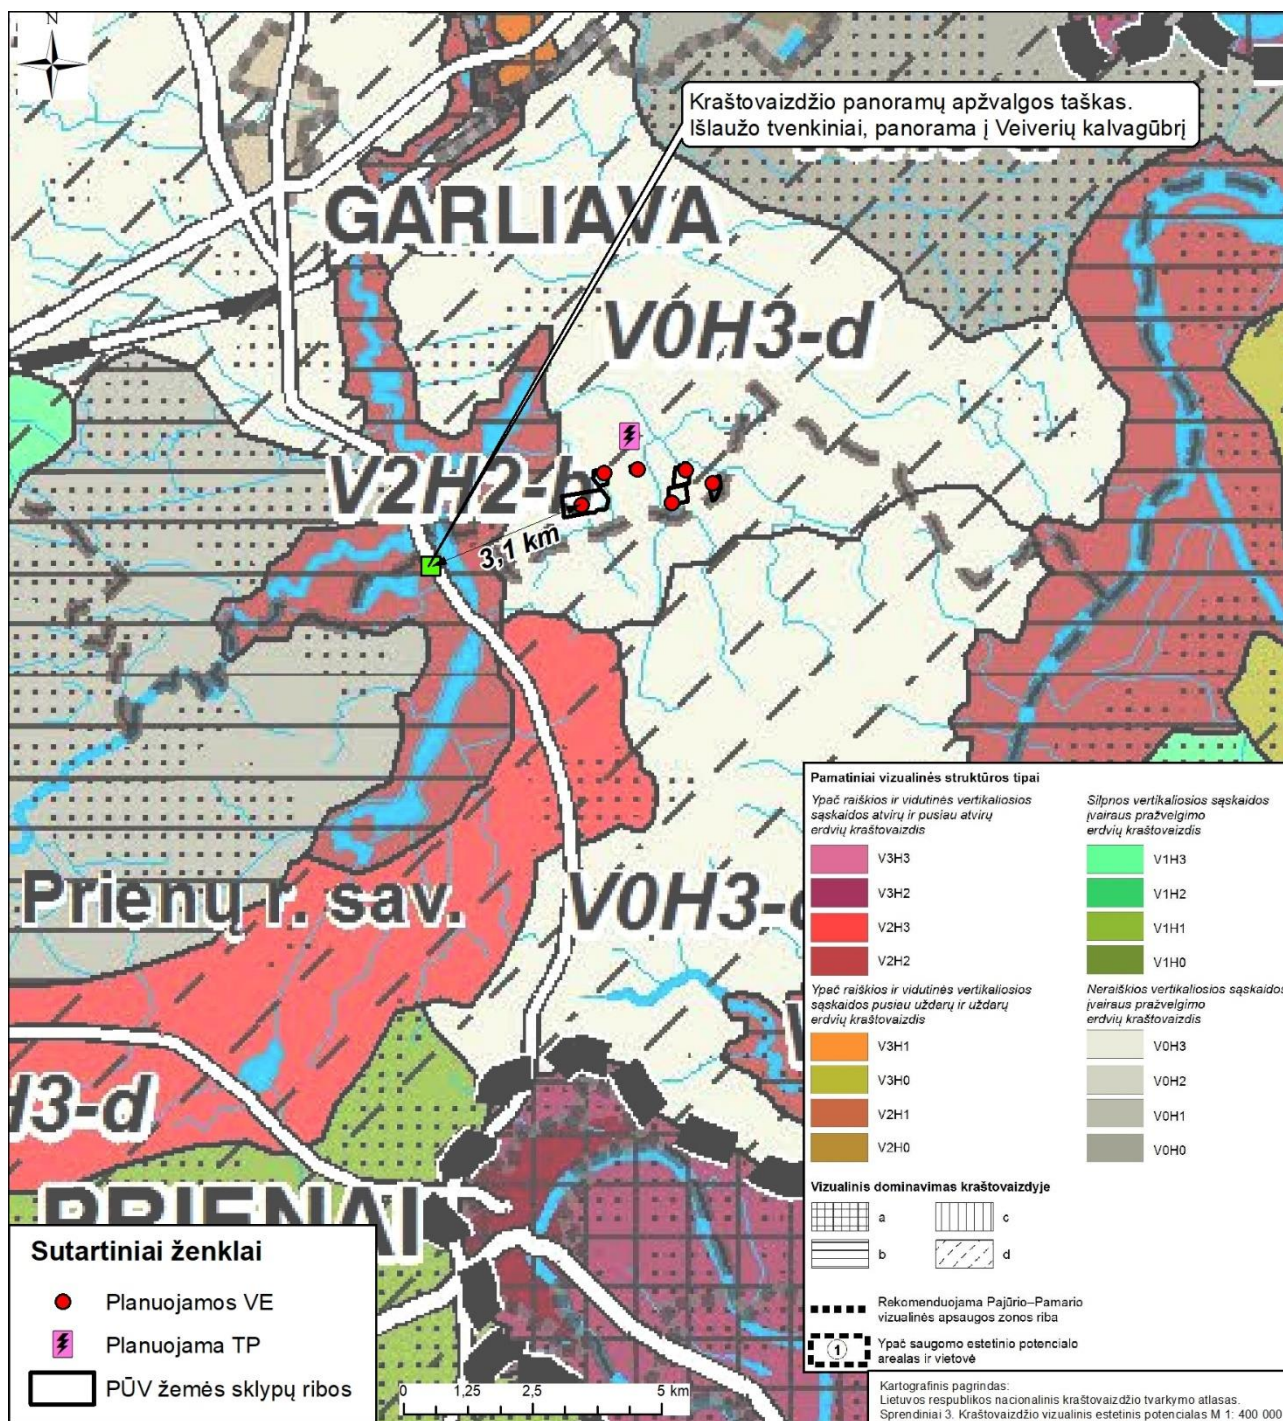 N
Kraštovaizdžio panoramų apžvalgos taškas.
Išlaužo tvenkiniai, panorama į Veiverių kalvagūbrį
GARLIAVA
V0H3-d
V2H2-b
3,1 km
Prienų r. sav.
V0H3-d
H3-d
PRIENAI
Pamatiniai vizualinės struktūros tipai
Ypač raiškios ir vidutinės vertikaliosios
sąskaidos atvirų ir pusiau atvirų
erdvių kraštovaizdis
V3H3
V3H2
V2H3
V2H2
Ypač raiškios ir vidutinės vertikaliosios
sąskaidos pusiau uždarų ir uždarų
erdvių kraštovaizdis
V3H1
V3H0
V2H1
V2H0
Silpnos vertikaliosios sąskaidos
įvairaus pražvelgimo
erdvių kraštovaizdis
V1H3
V1H2
V1H1
V1H0
Neraiškios vertikaliosios sąskaidos
įvairaus pražvelgimo
erdvių kraštovaizdis
V0H3
V0H2
V0H1
V0H0
Vizualinis dominavimas kraštovaizdyje
a
c
b
d
Rekomenduojama Pajūrio–Pamario
vizualinės apsaugos zonos riba
1
Ypač saugomo estetinio potencialo
arealas ir vietovė
Sutartiniai ženklai
Planuojamos VE
Planuojama TP
PŪV žemės sklypų ribos
0 1,25 2,5 5 km
Kartografinis pagrindas:
Lietuvos respublikos nacionalinis kraštovaizdžio tvarkymo atlasas.
Sprendiniai 3. Kraštovaizdžio vizualinis estetinis potencialas M 1: 400 000